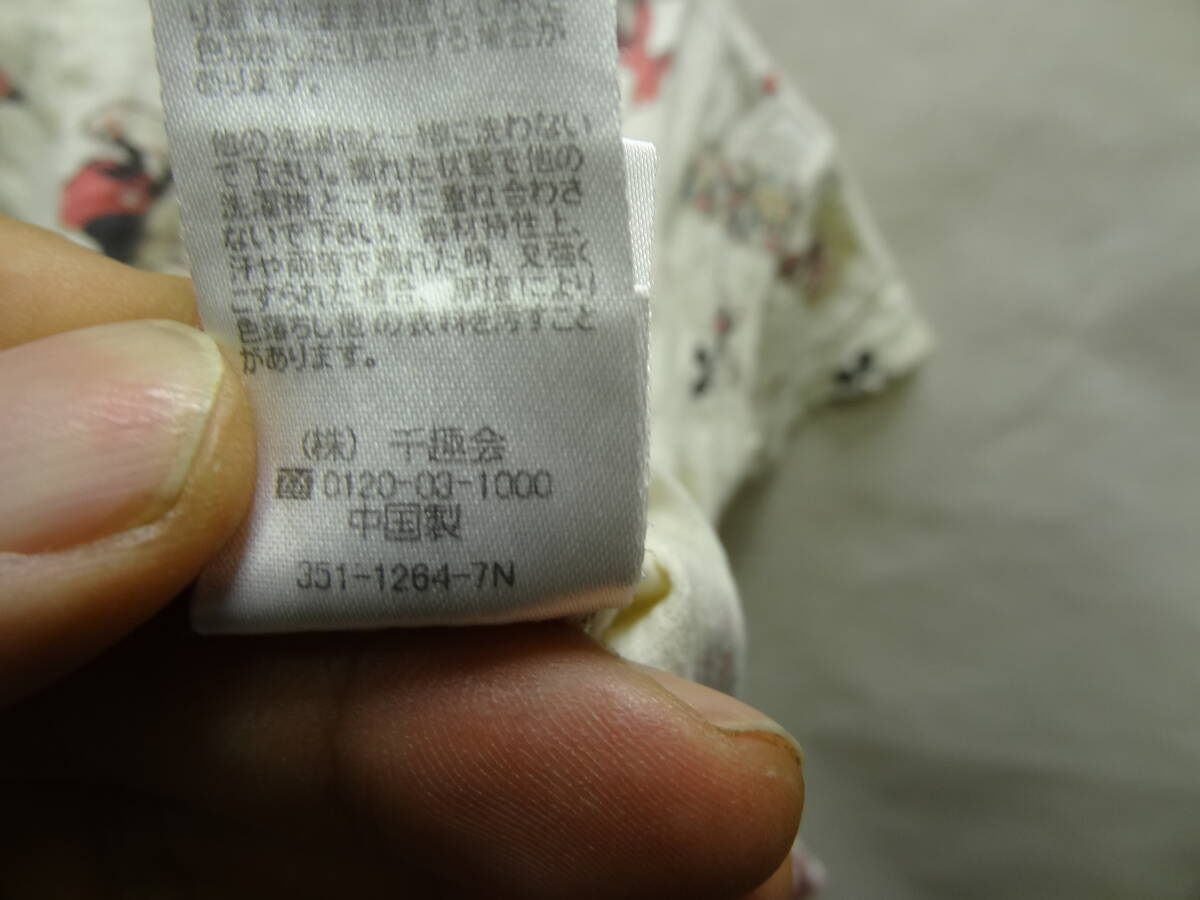 色落ちしたり変色する場合が
あります。
他の洗濯物と一緒に洗わない
で下さい。濡れた状態で他の
洗濯物と一緒に重ね合わさ
ないで下さい。素材特性上、
汗や雨等で濡れた時、又強く
こすられた場合、摩擦により
色落ちし他の衣料を汚すこと
があります。
(株) 千趣会
0120-03-1000
中国製
351-1264-7N